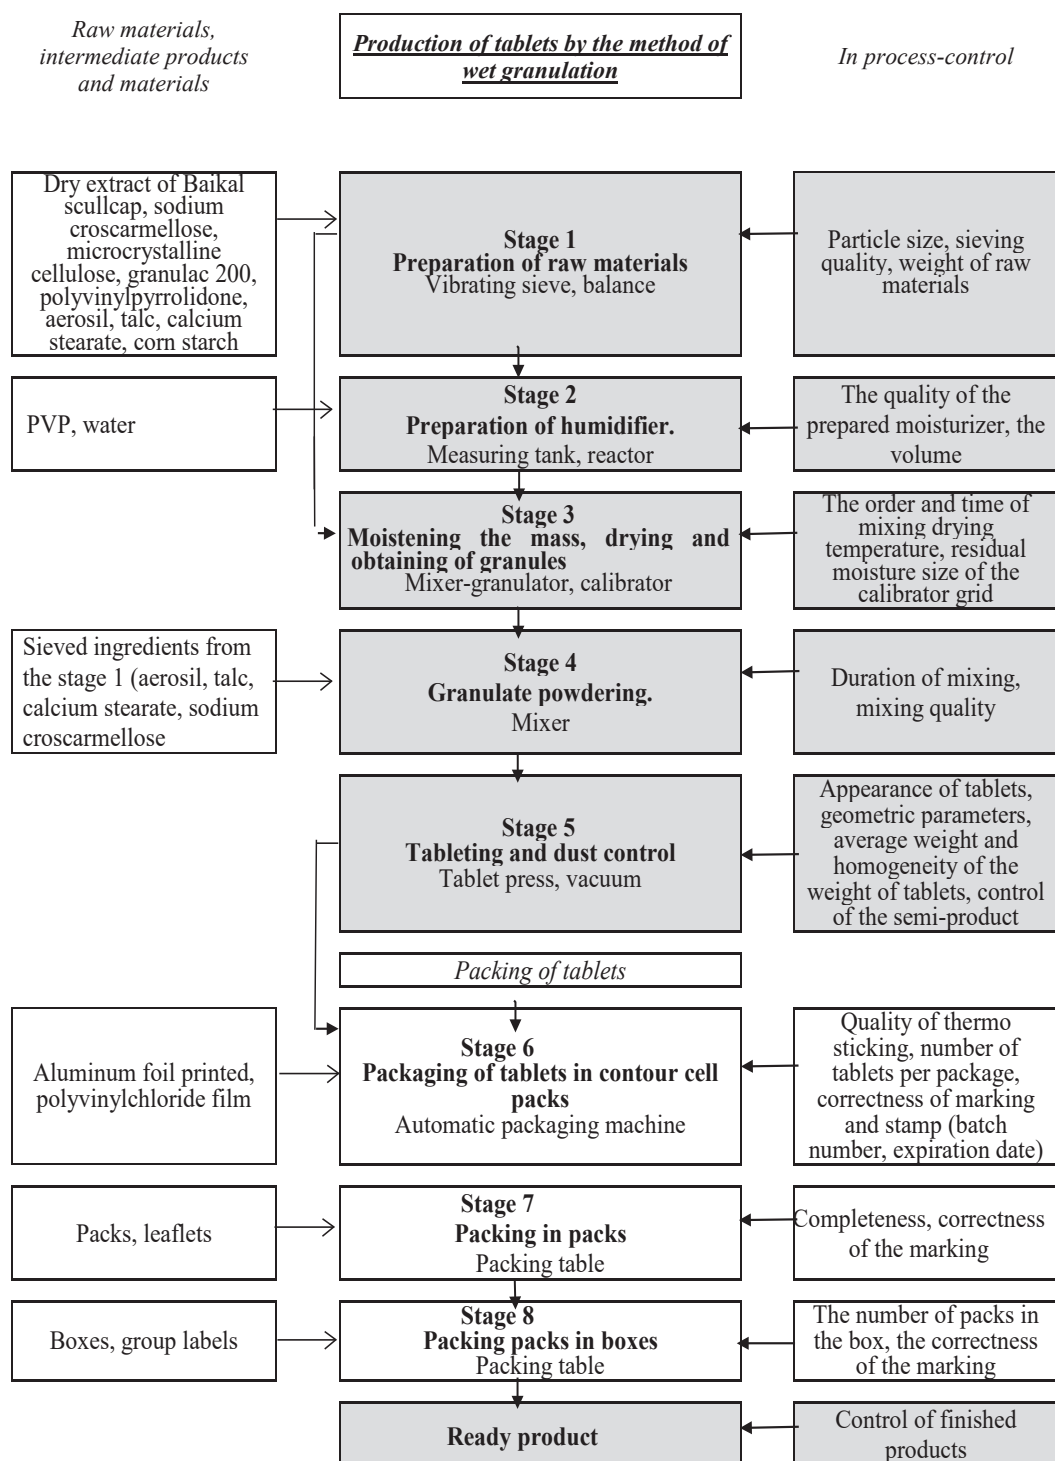 Raw materials,
intermediate products
and materials
Production of tablets by the method of
wet granulation
In process-control
Dry extract of Baikal
scullcap, sodium
croscarmellose,
microcrystalline
cellulose, granulac 200,
polyvinylpyrrolidone,
aerosil, talc, calcium
stearate, corn starch
Stage 1
Preparation of raw materials
Vibrating sieve, balance
Particle size, sieving
quality, weight of raw
materials
PVP, water
Stage 2
Preparation of humidifier.
Measuring tank, reactor
The quality of the
prepared moisturizer, the
volume
Stage 3
Moistening the mass, drying and
obtaining of granules
Mixer-granulator, calibrator
The order and time of
mixing drying
temperature, residual
moisture size of the
calibrator grid
Sieved ingredients from
the stage 1 (aerosil, talc,
calcium stearate, sodium
croscarmellose
Stage 4
Granulate powdering.
Mixer
Duration of mixing,
mixing quality
Stage 5
Tableting and dust control
Tablet press, vacuum
Appearance of tablets,
geometric parameters,
average weight and
homogeneity of the
weight of tablets, control
of the semi-product
Packing of tablets
Aluminum foil printed,
polyvinylchloride film
Stage 6
Packaging of tablets in contour cell
packs
Automatic packaging machine
Quality of thermo
sticking, number of
tablets per package,
correctness of marking
and stamp (batch
number, expiration date)
Packs, leaflets
Stage 7
Packing in packs
Packing table
Completeness, correctness
of the marking
Boxes, group labels
Stage 8
Packing packs in boxes
Packing table
The number of packs in
the box, the correctness
of the marking
Ready product
Control of finished
products